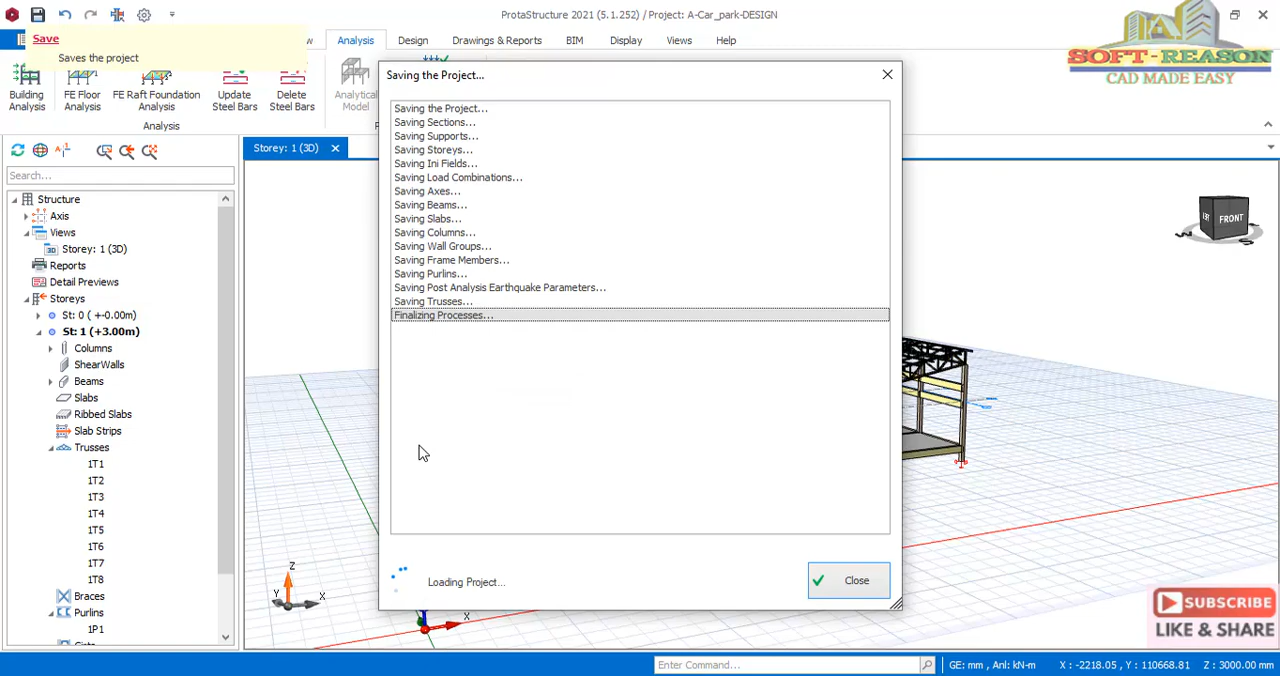 ProtaStructure 2021 (5.1.252) / Project: A-Car_park-DESIGN
Save
Saves the project
Analysis
Design
Drawings & Reports
BIM
Display
Views
Help
SOFT-REASON
CAD MADE EASY
Building Analysis
FE Floor Analysis
FE Raft Foundation Analysis
Update Steel Bars
Delete Steel Bars
Analytical Model
Analysis
Search...
Structure
Axis
Views
Storey: 1 (3D)
Reports
Detail Previews
Storeys
St: 0 ( +-0.00m)
St: 1 (+3.00m)
Columns
ShearWalls
Beams
Slabs
Ribbed Slabs
Slab Strips
Trusses
1T1
1T2
1T3
1T4
1T5
1T6
1T7
1T8
Braces
Purlins
1P1
Storey: 1 (3D)
Saving the Project...
Saving the Project...
Saving Sections...
Saving Supports...
Saving Storeys...
Saving Ini Fields...
Saving Load Combinations...
Saving Axes...
Saving Beams...
Saving Slabs...
Saving Columns...
Saving Wall Groups...
Saving Frame Members...
Saving Purlins...
Saving Post Analysis Earthquake Parameters...
Saving Trusses...
Finalizing Processes...
Loading Project...
Close
FRONT
Z
Y
X
X
SUBSCRIBE
LIKE & SHARE
Enter Command...
GE: mm , Anl: kN-m
X : -2218.05 , Y : 110668.81
Z : 3000.00 mm